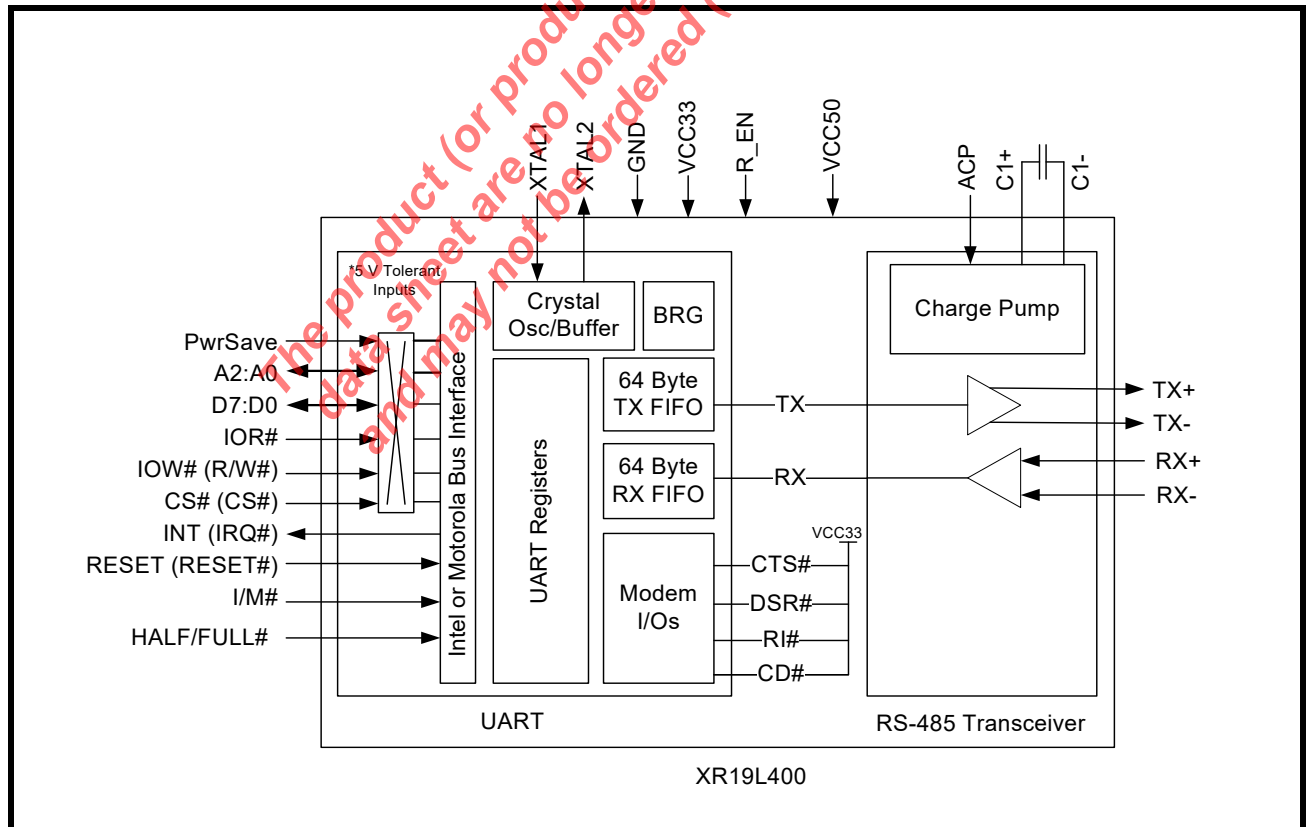 The product (or produ
data sheet are no longe
and may not be ordered (
XTAL1
XTAL2
GND
VCC33
R_EN
VCC50
ACP
C1+
C1-
*5 V Tolerant
Inputs
PwrSave
A2:A0
D7:D0
IOR#
IOW# (R/W#)
CS# (CS#)
INT (IRQ#)
RESET (RESET#)
I/M#
HALF/FULL#
Intel or Motorola Bus Interface
Crystal
Osc/Buffer
BRG
UART Registers
64 Byte
TX FIFO
64 Byte
RX FIFO
Modem
I/Os
TX
RX
VCC33
CTS#
DSR#
RI#
CD#
Charge Pump
TX+
TX-
RX+
RX-
UART
RS-485 Transceiver
XR19L400